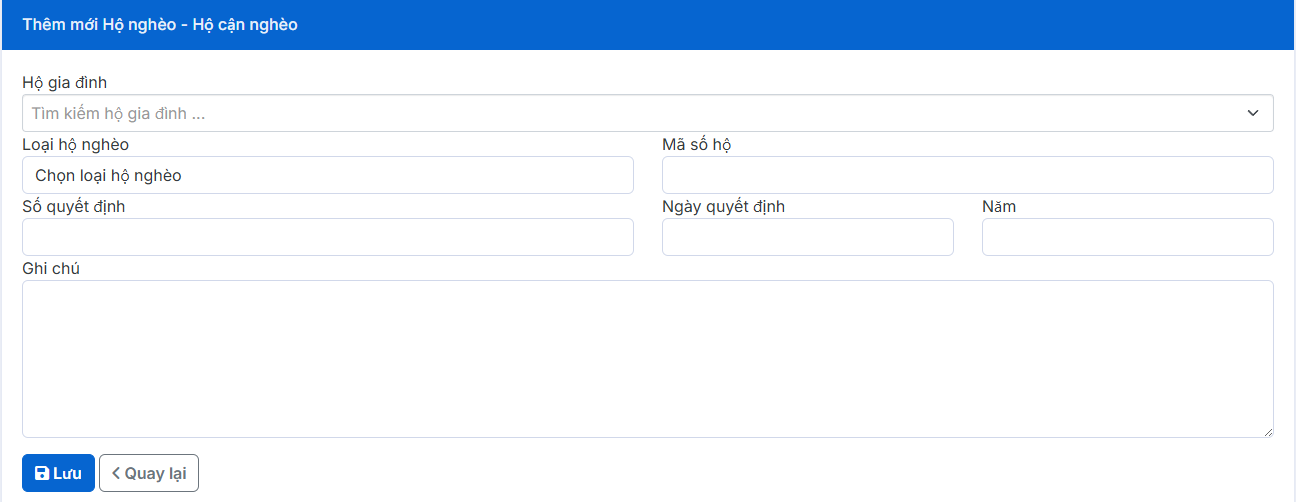 Thêm mới Hộ nghèo - Hộ cận nghèo
Hộ gia đình
Tìm kiếm hộ gia đình ...
Loại hộ nghèo
Mã số hộ
Chọn loại hộ nghèo
Số quyết định
Ngày quyết định
Năm
Ghi chú
Lưu
Quay lại